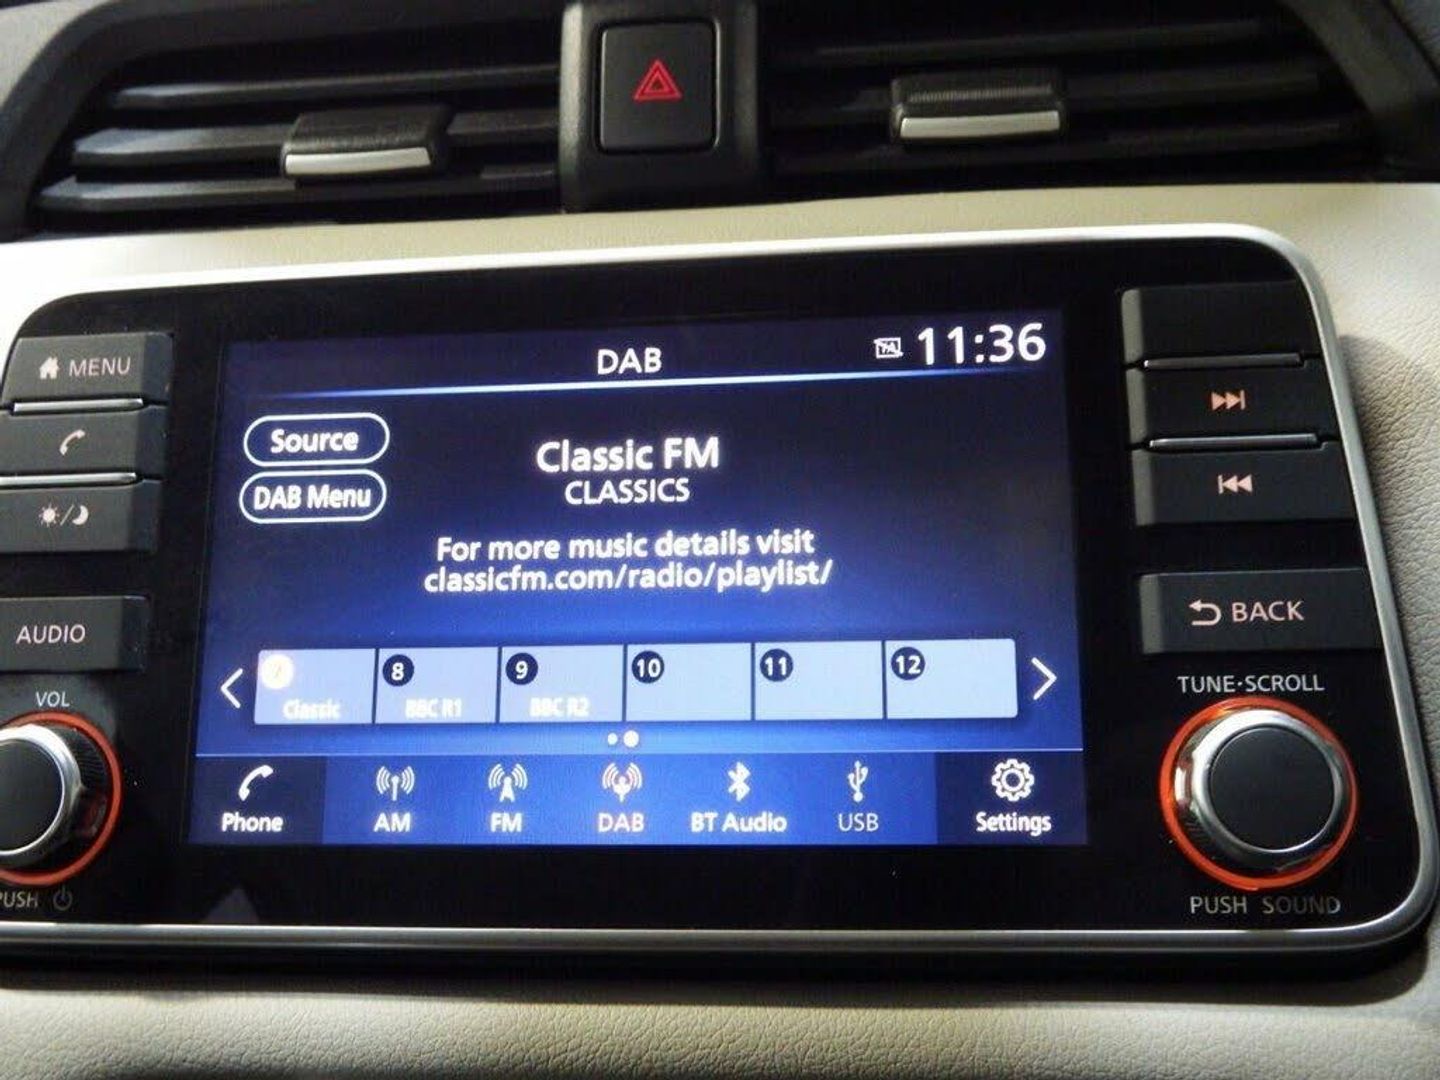 DAB
TA
11:36
MENU
Source
Classic FM
DAB Menu
CLASSICS
For more music details visit
classicfm.com/radio/playlist/
AUDIO
BACK
7 8 9 10 11 12
Classic BBC R1 BBC R2
VOL
TUNE·SCROLL
Phone AM FM DAB BT Audio USB Settings
PUSH
PUSH SOUND